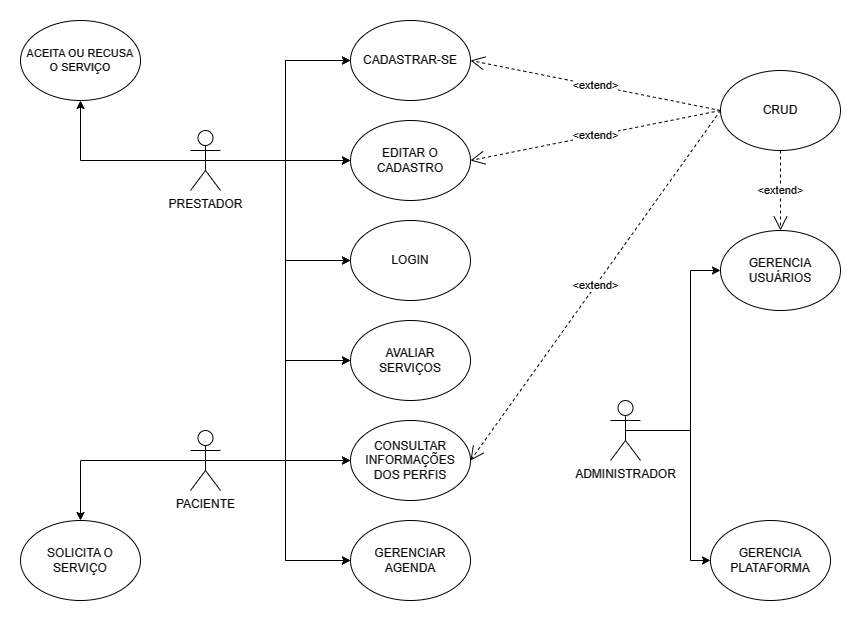 ACEITA OU RECUSA
O SERVIÇO
CADASTRAR-SE
<extend>
CRUD
<extend>
EDITAR O
CADASTRO
PRESTADOR
<extend>
LOGIN
GERENCIA
USUÁRIOS
<extend>
AVALIAR
SERVIÇOS
CONSULTAR
INFORMAÇÕES
DOS PERFIS
ADMINISTRADOR
PACIENTE
SOLICITA O
SERVIÇO
GERENCIAR
AGENDA
GERENCIA
PLATAFORMA